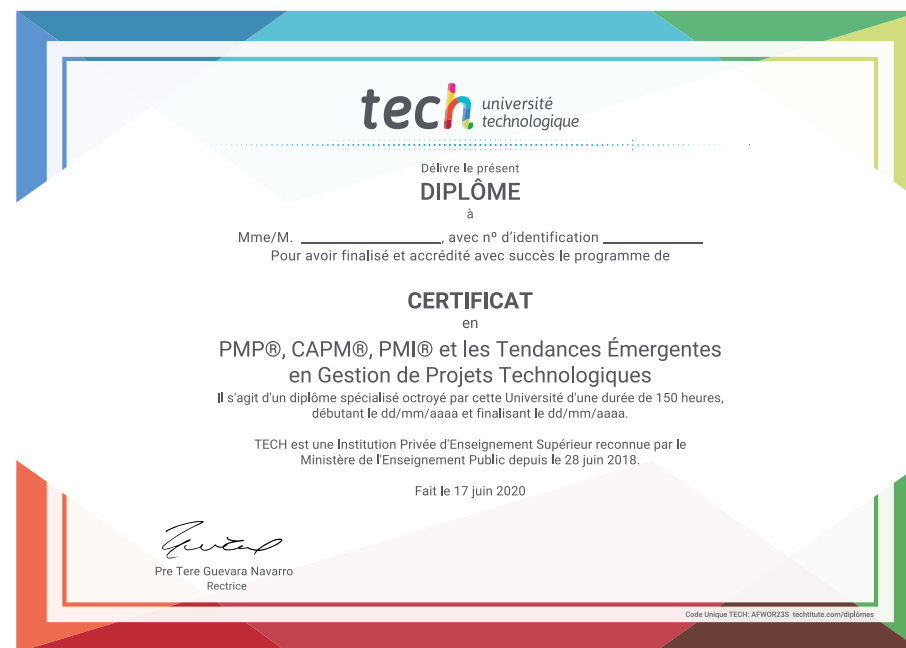 tech université
technologique
Délivre le présent
DIPLÔME
à
Mme/M. ____________________, avec nº d'identification ______________
Pour avoir finalisé et accrédité avec succès le programme de
CERTIFICAT
en
PMP®, CAPM®, PMI® et les Tendances Émergentes
en Gestion de Projets Technologiques
Il s'agit d'un diplôme spécialisé octroyé par cette Université d'une durée de 150 heures,
débutant le dd/mm/aaaa et finalisant le dd/mm/aaaa.
TECH est une Institution Privée d'Enseignement Supérieur reconnue par le
Ministère de l'Enseignement Public depuis le 28 juin 2018.
Fait le 17 juin 2020
Pre Tere Guevara Navarro
Rectrice
Code Unique TECH: AFWOR23S techtitute.com/diplômes